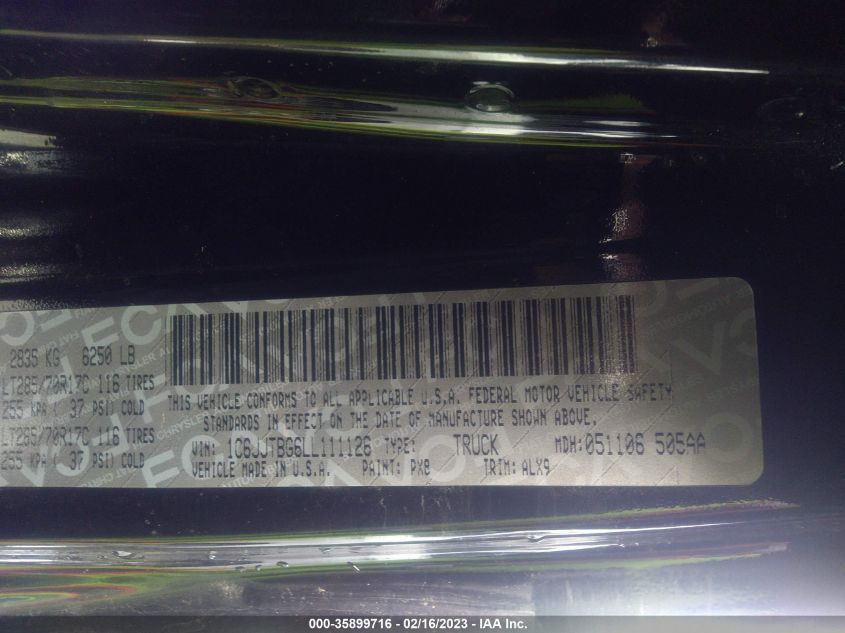 2835 KG 6250 LB
LT285/70R17C 116 TIRES
255 KPA ( 37 PSI) COLD
LT285/70R17C 116 TIRES
255 KPA ( 37 PSI) COLD
THIS VEHICLE CONFORMS TO ALL APPLICABLE U.S.A. FEDERAL MOTOR VEHICLE SAFETY
STANDARDS IN EFFECT ON THE DATE OF MANUFACTURE SHOWN ABOVE.
VIN: 1C6JJTBG6LL111126 TYPE: TRUCK MDH: 051106 505AA
VEHICLE MADE IN U.S.A. PAINT: PX8 TRIM: ALX9
000-35899716 - 02/16/2023 - © IAA Inc.